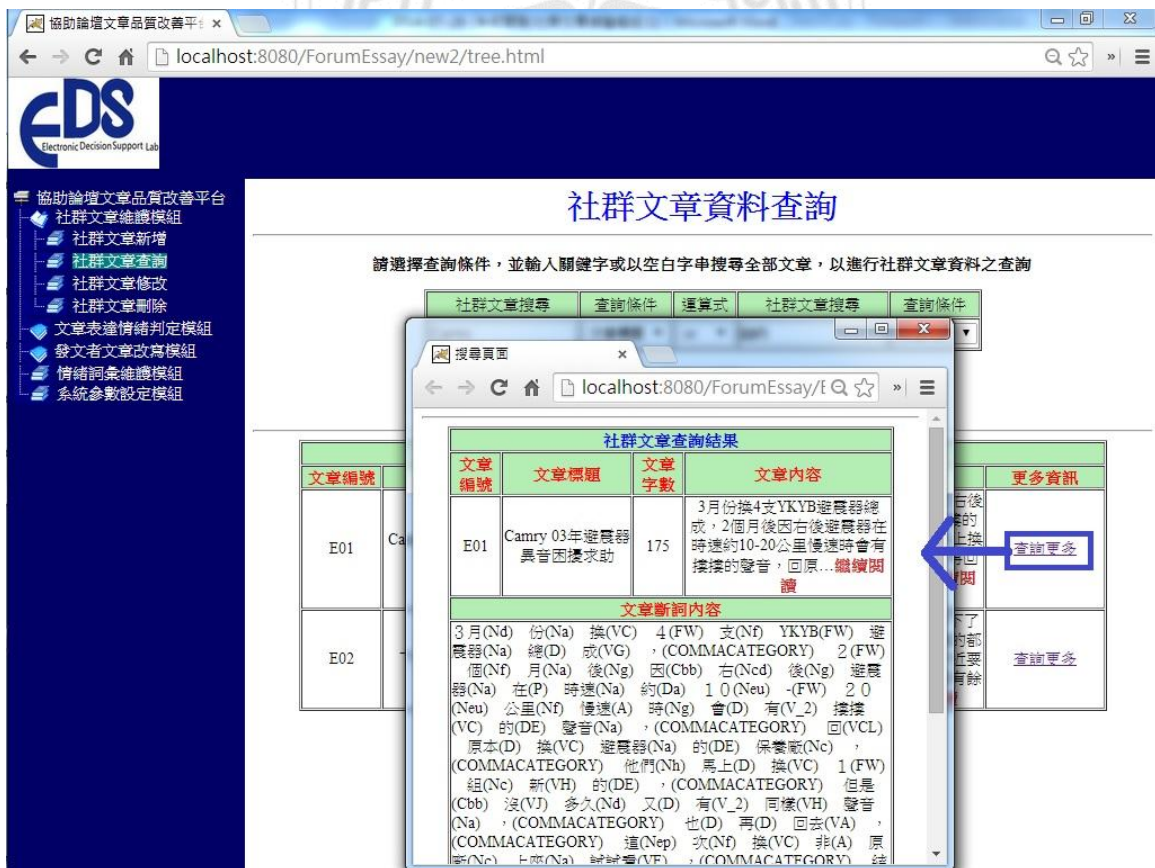 協助論壇文章品質改善平
localhost:8080/ForumEssay/new2/tree.html
EDS
Electronic Decision Support Lab
協助論壇文章品質改善平台
社群文章維護模組
社群文章新增
社群文章查詢
社群文章修改
社群文章刪除
文章表達情緒判定模組
發文者文章改寫模組
情緒詞彙維護模組
系統參數設定模組
社群文章資料查詢
請選擇查詢條件，並輸入關鍵字或以空白字串搜尋全部文章，以進行社群文章資料之查詢
社群文章搜尋 查詢條件 運算式 社群文章搜尋 查詢條件
文章編號 更多資訊
E01 Ca 查詢更多
E02 查詢更多
搜尋頁面
localhost:8080/ForumEssay/E
社群文章查詢結果
文章編號 文章標題 文章字數 文章內容
E01 Camry 03年避震器異音困擾求助 175
3月份換4支YKYB避震器總
成，2個月後因右後避震器在
時速約10-20公里慢速時會有
摟摟的聲音，回原...繼續閱
讀
文章斷詞內容
3月(Nd) 份(Na) 換(VC) 4(FW) 支(Nf) YKYB(FW) 避
震器(Na) 總(D) 成(VG) ，(COMMACATEGORY) 2(FW)
個(Nf) 月(Na) 後(Ng) 因(Cbb) 右(Ncd) 後(Ng) 避震
器(Na) 在(P) 時速(Na) 約(Da) １０(Neu) -(FW) ２０
(Neu) 公里(Nf) 慢速(A) 時(Ng) 會(D) 有(V_2) 摟摟
(VC) 的(DE) 聲音(Na) ，(COMMACATEGORY) 回(VCL)
原本(D) 換(VC) 避震器(Na) 的(DE) 保養廠(Nc) ，
(COMMACATEGORY) 他們(Nh) 馬上(D) 換(VC) 1(FW)
組(Nc) 新(VH) 的(DE) ，(COMMACATEGORY) 但是
(Cbb) 沒(VJ) 多久(Nd) 又(D) 有(V_2) 同樣(VH) 聲音
(Na) ，(COMMACATEGORY) 也(D) 再(D) 回去(VA) ，
(COMMACATEGORY) 這(Nep) 次(Nf) 換(VC) 非(A) 原
廠(Nc) 上座(Na) 試試看(VE) ，(COMMACATEGORY)